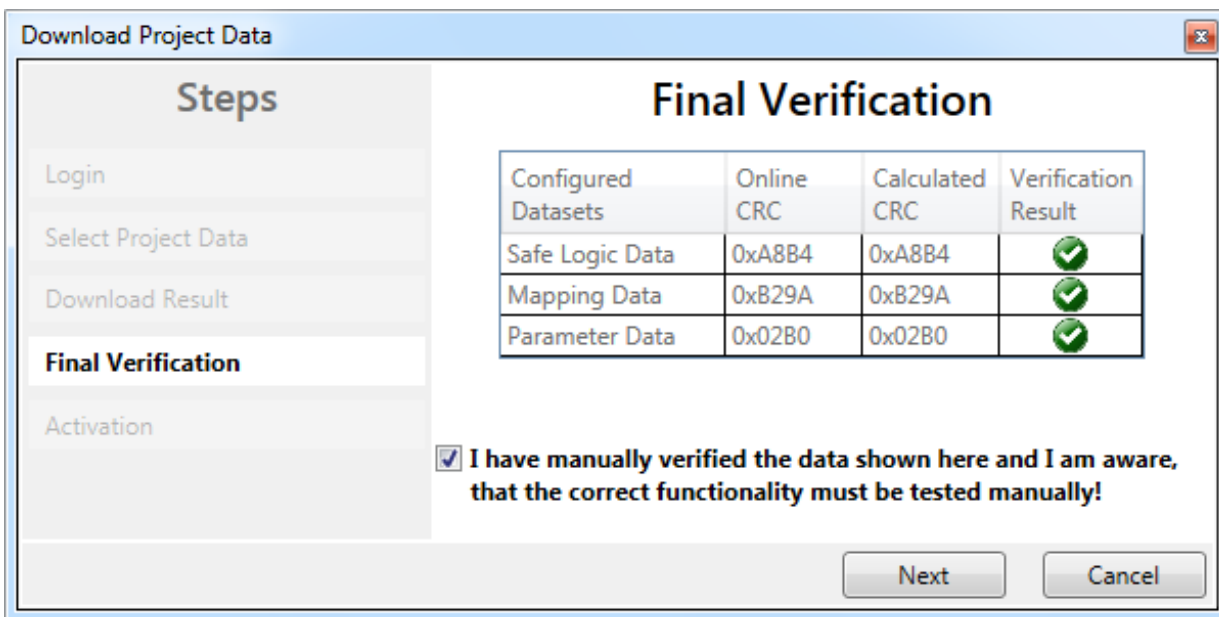 Download Project Data
Steps
Login
Select Project Data
Download Result
Final Verification
Activation
Final Verification
Configured Datasets Online CRC Calculated CRC Verification Result
Safe Logic Data 0xA8B4 0xA8B4
Mapping Data 0xB29A 0xB29A
Parameter Data 0x02B0 0x02B0
I have manually verified the data shown here and I am aware,
that the correct functionality must be tested manually!
Next Cancel